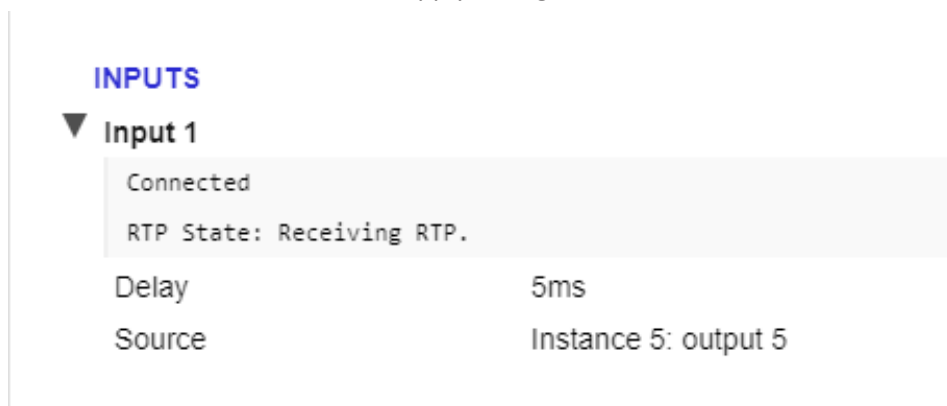 INPUTS
Input 1
Connected
RTP State: Receiving RTP.
Delay 5ms
Source Instance 5: output 5